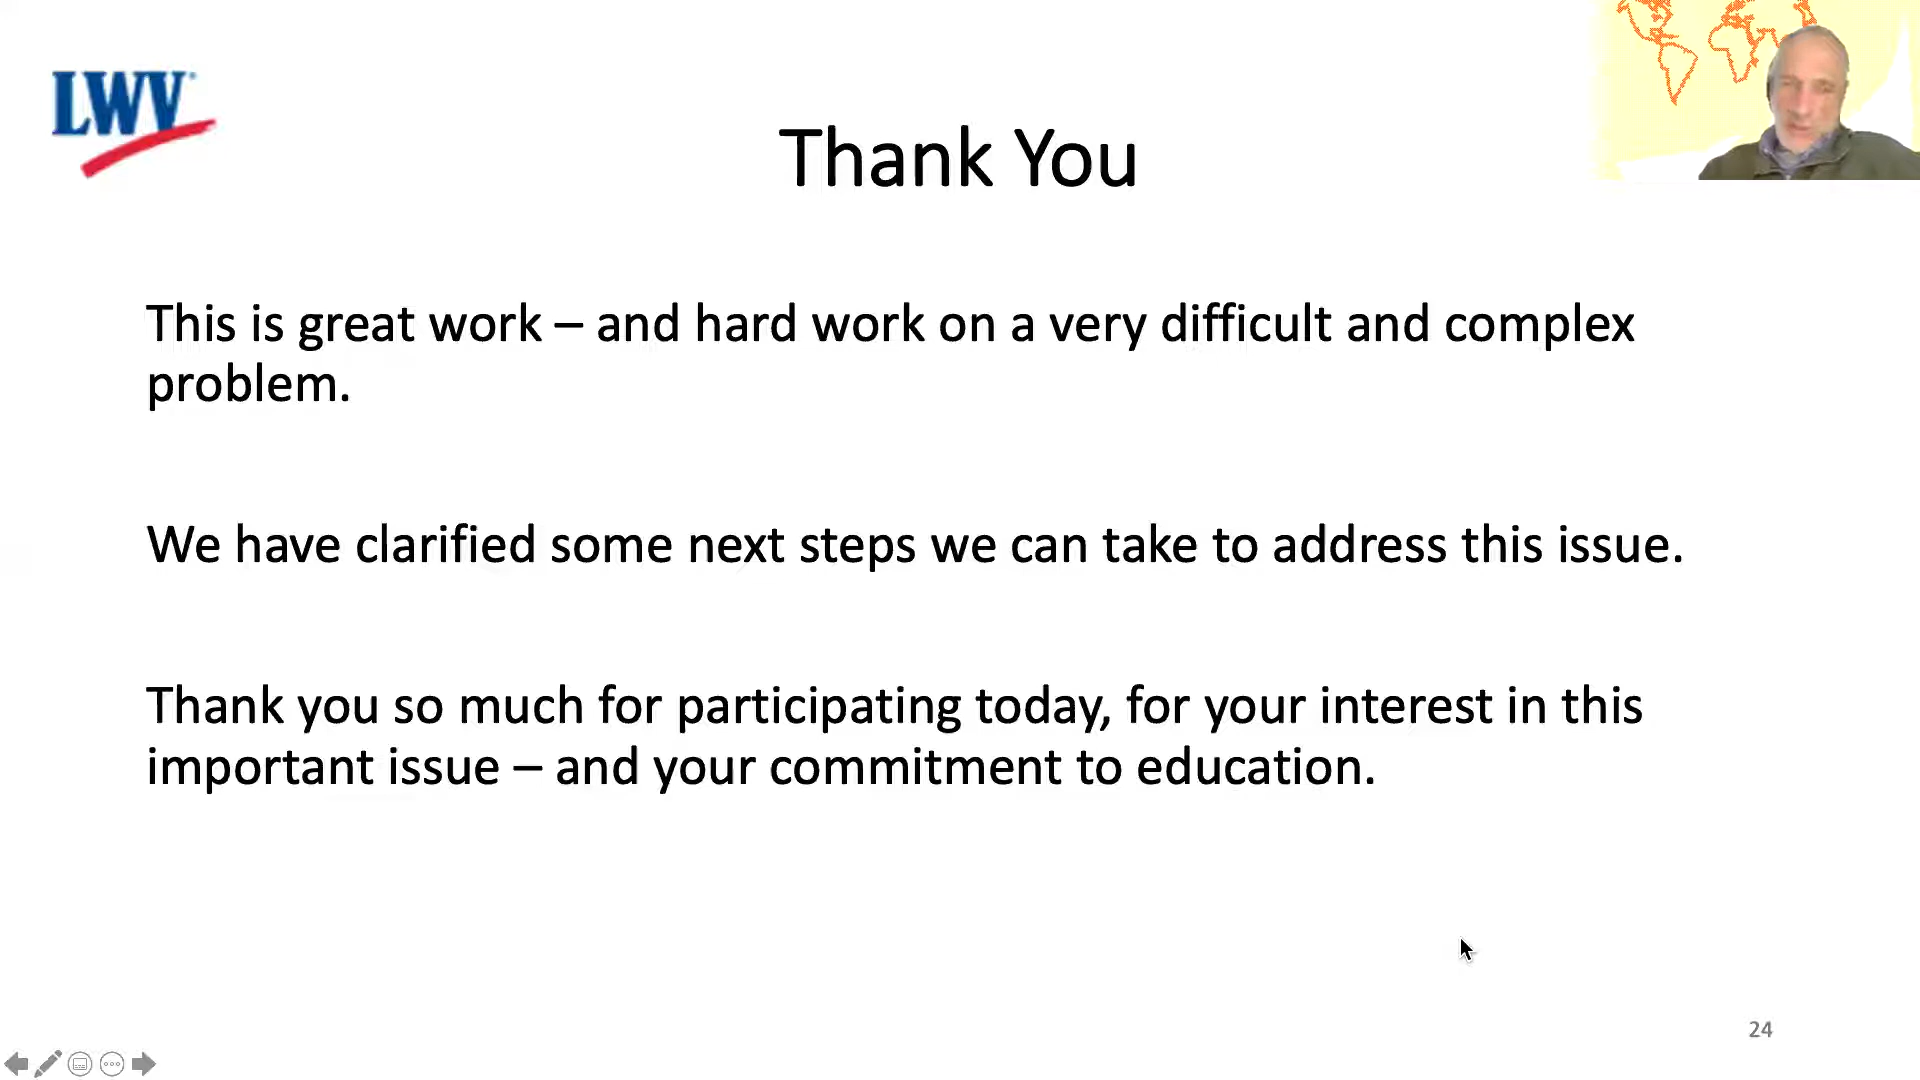 LWV
Thank You
This is great work – and hard work on a very difficult and complex
problem.
We have clarified some next steps we can take to address this issue.
Thank you so much for participating today, for your interest in this
important issue – and your commitment to education.
24